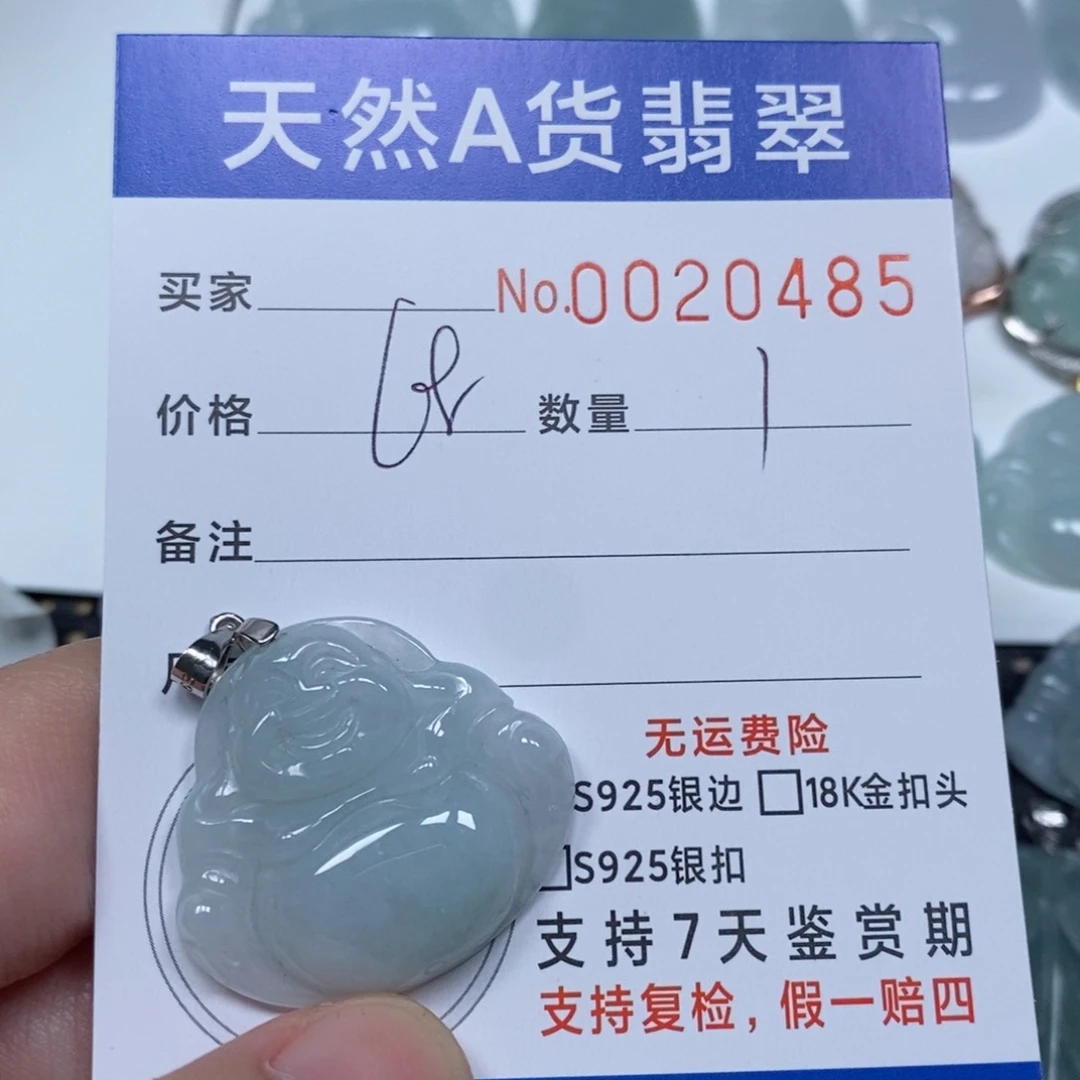 天然A货翡翠
买家 No.0020485
价格 数量 1
备注
无运费险
S925银边 18K金扣头
S925银扣
支持7天鉴赏期
支持复检，假一赔四